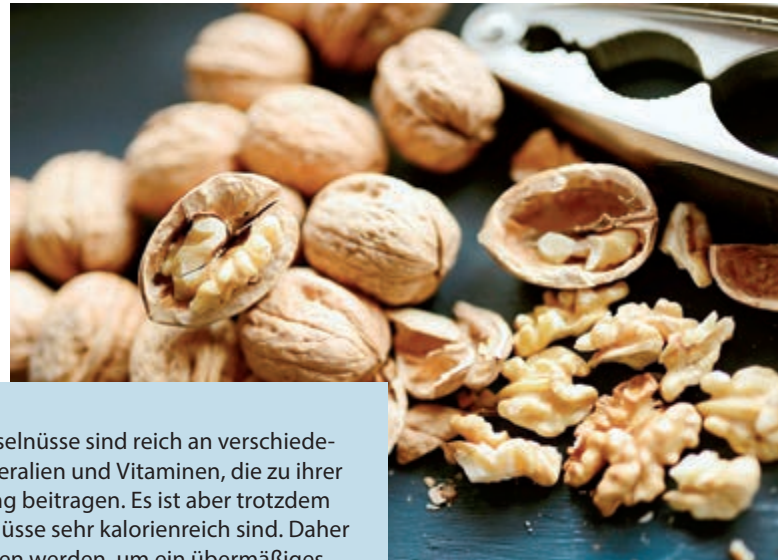 selnüsse sind reich an verschiede-
eralien und Vitaminen, die zu ihrer
ng beitragen. Es ist aber trotzdem
üsse sehr kalorienreich sind. Daher
en werden, um ein übermäßiges